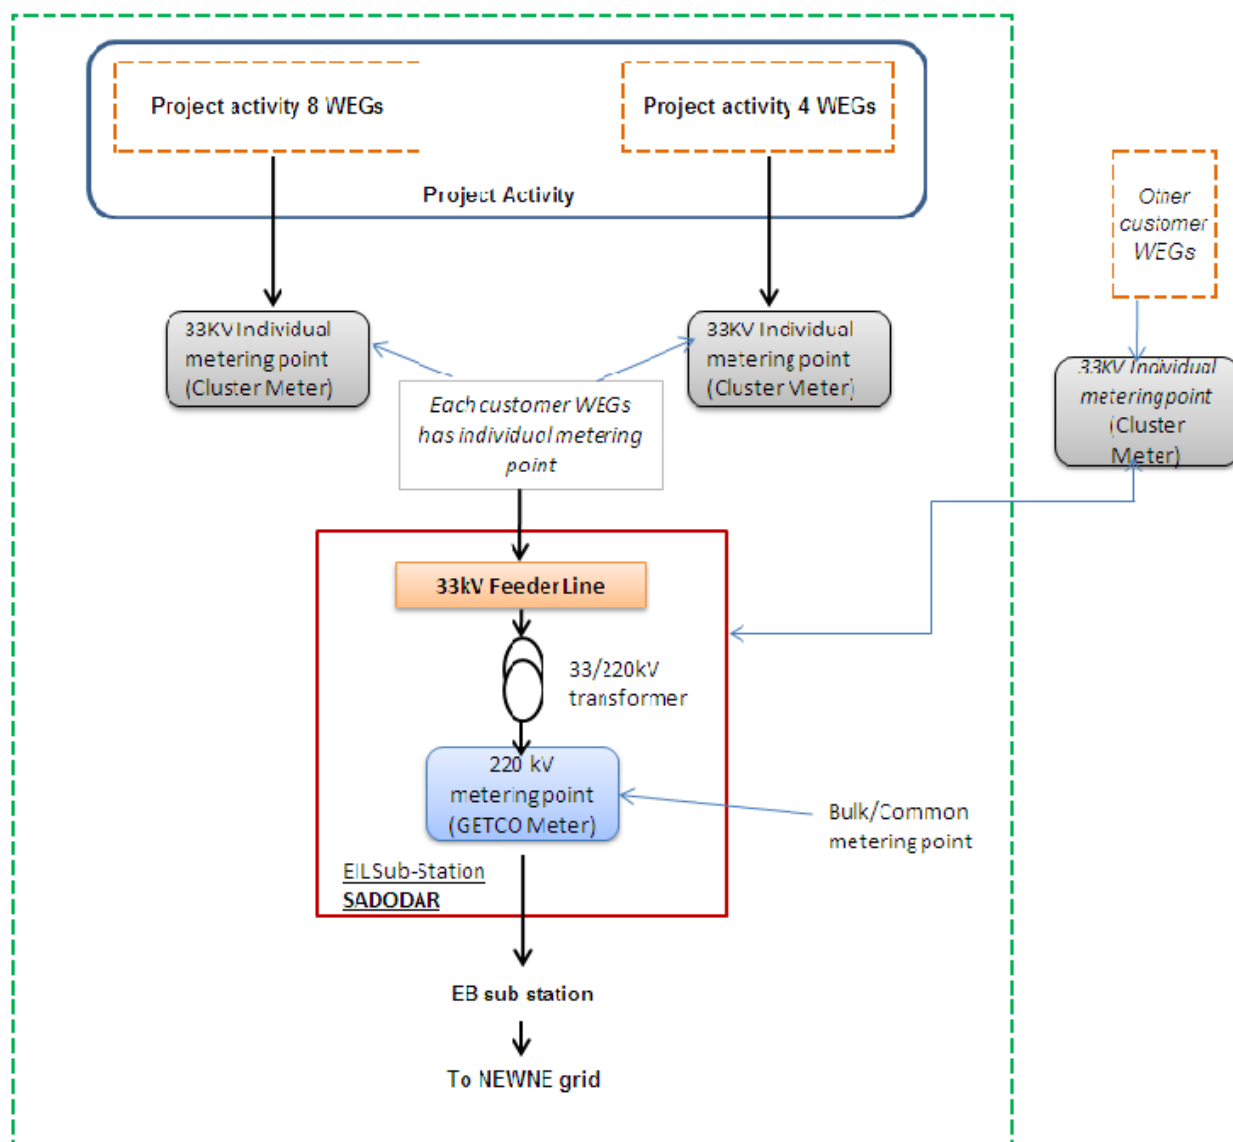 Project activity 8 WEGs
Project activity 4 WEGs
Project Activity
Other
customer
WEGs
33KV Individual
metering point
(Cluster Meter)
33KV Individual
metering point
(Cluster Meter)
33KV Individual
metering point
(Cluster
Meter)
Each customer WEGs
has individual metering
point
33kV Feeder Line
33/220kV
transformer
220 kV
metering point
(GETCO Meter)
Bulk/Common
metering point
EIL Sub-Station
SADODAR
EB sub station
To NEWNE grid